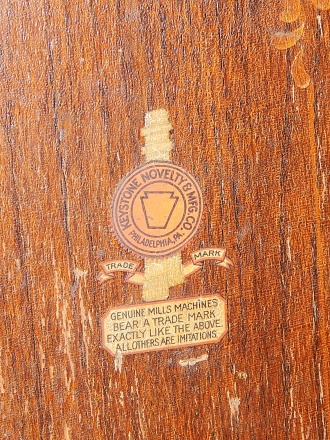 KEYSTONE NOVELTY & MFG. CO.
PHILADELPHIA, PA.
TRADE MARK
GENUINE MILLS MACHINES
BEAR A TRADE MARK
EXACTLY LIKE THE ABOVE.
ALL OTHERS ARE IMITATIONS.